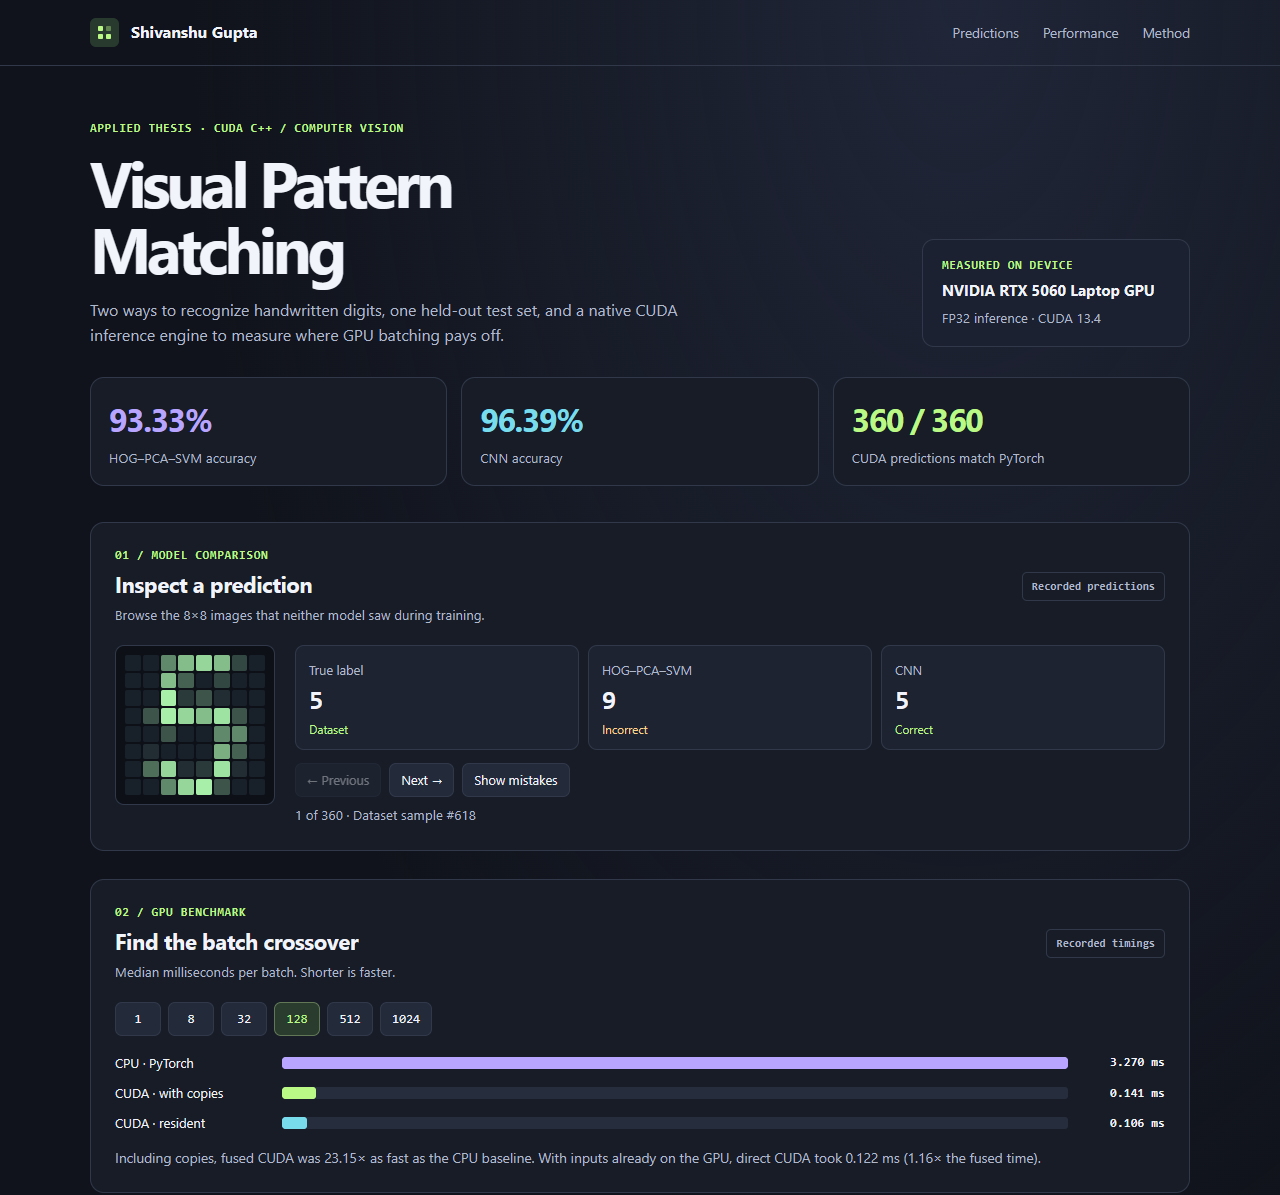 Shivanshu Gupta
Predictions
Performance
Method
APPLIED THESIS · CUDA C++ / COMPUTER VISION
Visual Pattern
Matching
Two ways to recognize handwritten digits, one held-out test set, and a native CUDA
inference engine to measure where GPU batching pays off.
MEASURED ON DEVICE
NVIDIA RTX 5060 Laptop GPU
FP32 inference · CUDA 13.4
93.33%
HOG–PCA–SVM accuracy
96.39%
CNN accuracy
360 / 360
CUDA predictions match PyTorch
01 / MODEL COMPARISON
Inspect a prediction
Browse the 8×8 images that neither model saw during training.
Recorded predictions
True label
5
Dataset
HOG–PCA–SVM
9
Incorrect
CNN
5
Correct
← Previous
Next →
Show mistakes
1 of 360 · Dataset sample #618
02 / GPU BENCHMARK
Find the batch crossover
Median milliseconds per batch. Shorter is faster.
Recorded timings
1
8
32
128
512
1024
CPU · PyTorch
3.270 ms
CUDA · with copies
0.141 ms
CUDA · resident
0.106 ms
Including copies, fused CUDA was 23.15× as fast as the CPU baseline. With inputs already on the GPU, direct CUDA took 0.122 ms (1.16× the fused time).